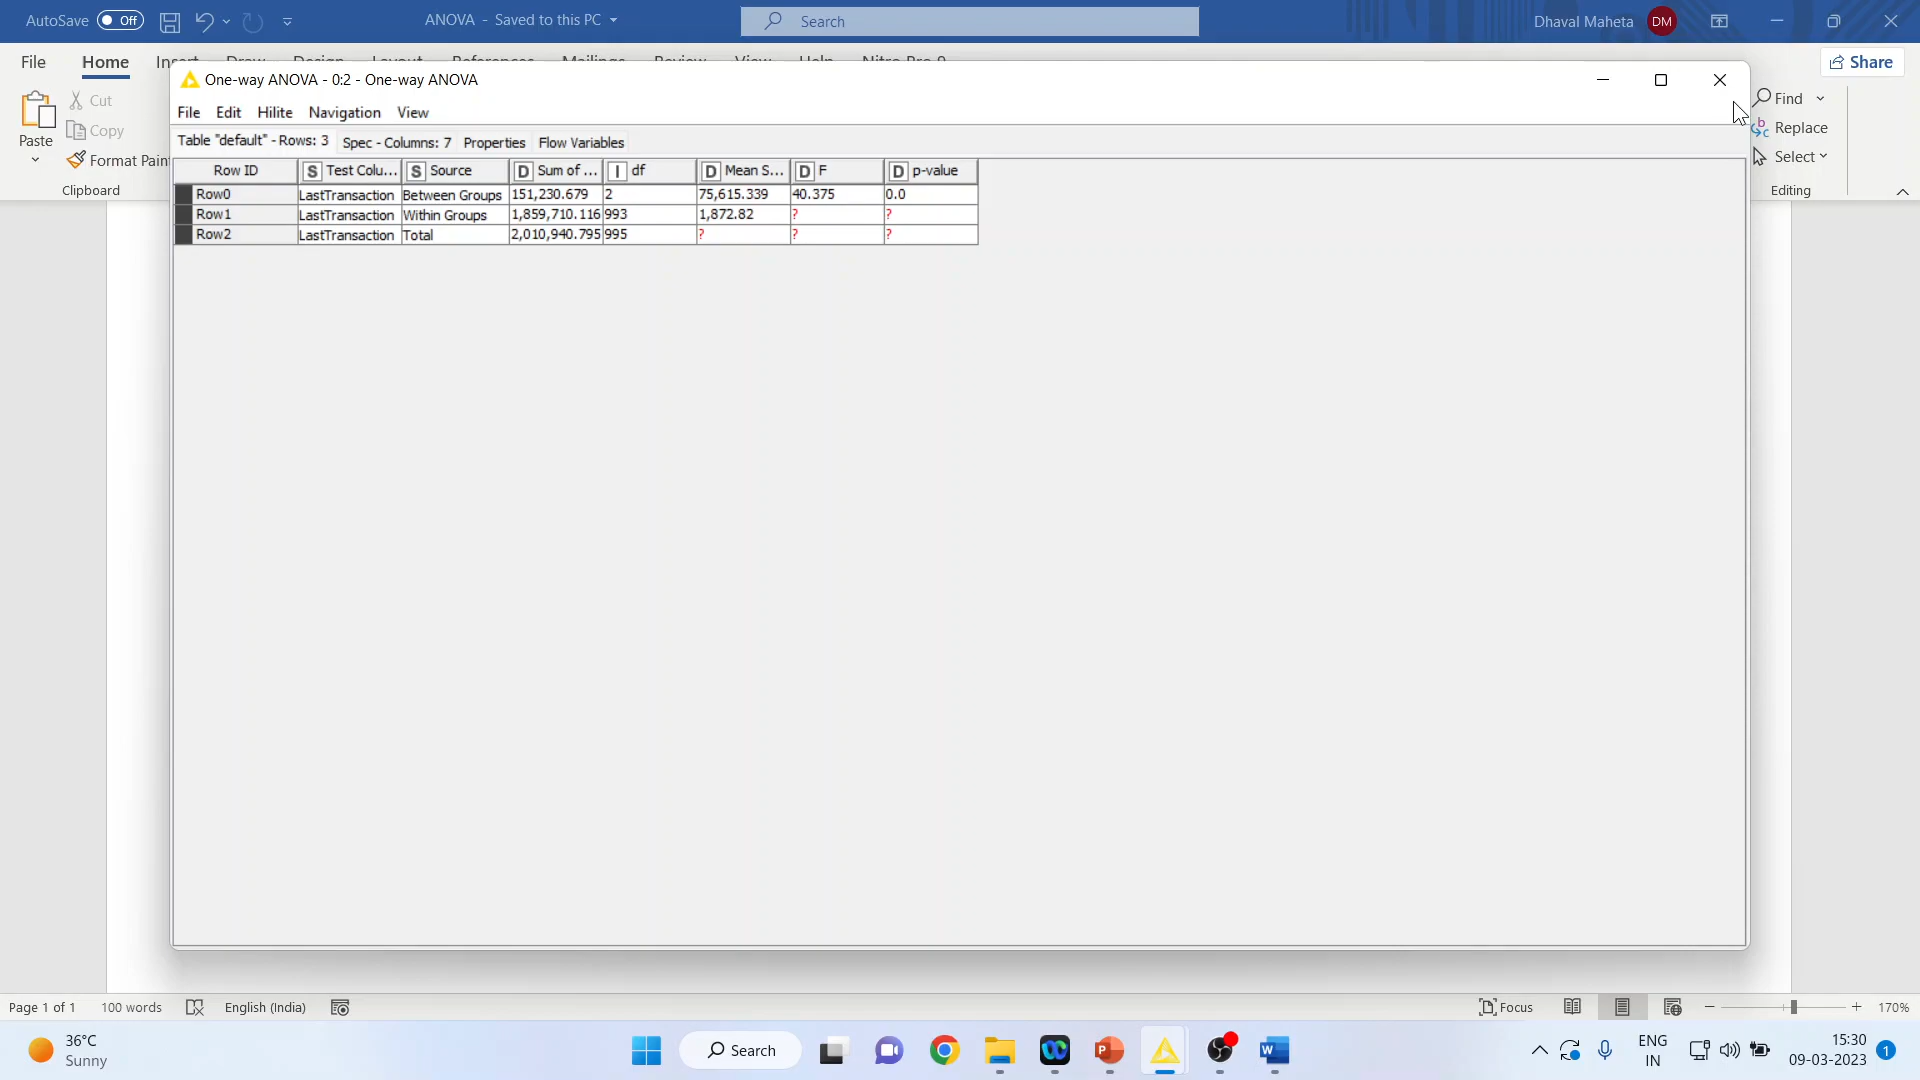 AutoSave Off ANOVA - Saved to this PC Search Dhaval Maheta DM
File Home Share
Cut Copy Paste Format Clipboard
Find Replace Select Editing
One-way ANOVA - 0:2 - One-way ANOVA
File Edit Hilite Navigation View
Table "default" - Rows: 3 Spec - Columns: 7 Properties Flow Variables
Row ID S Test Colu... S Source D Sum of ... I df D Mean S... D F D p-value
Row0 LastTransaction Between Groups 151,230.679 2 75,615.339 40.375 0.0
Row1 LastTransaction Within Groups 1,859,710.116 993 1,872.82 ? ?
Row2 LastTransaction Total 2,010,940.795 995 ? ? ?
Page 1 of 1 100 words English (India) Focus 170%
36°C Search ENG 15:30
Sunny IN 09-03-2023 1